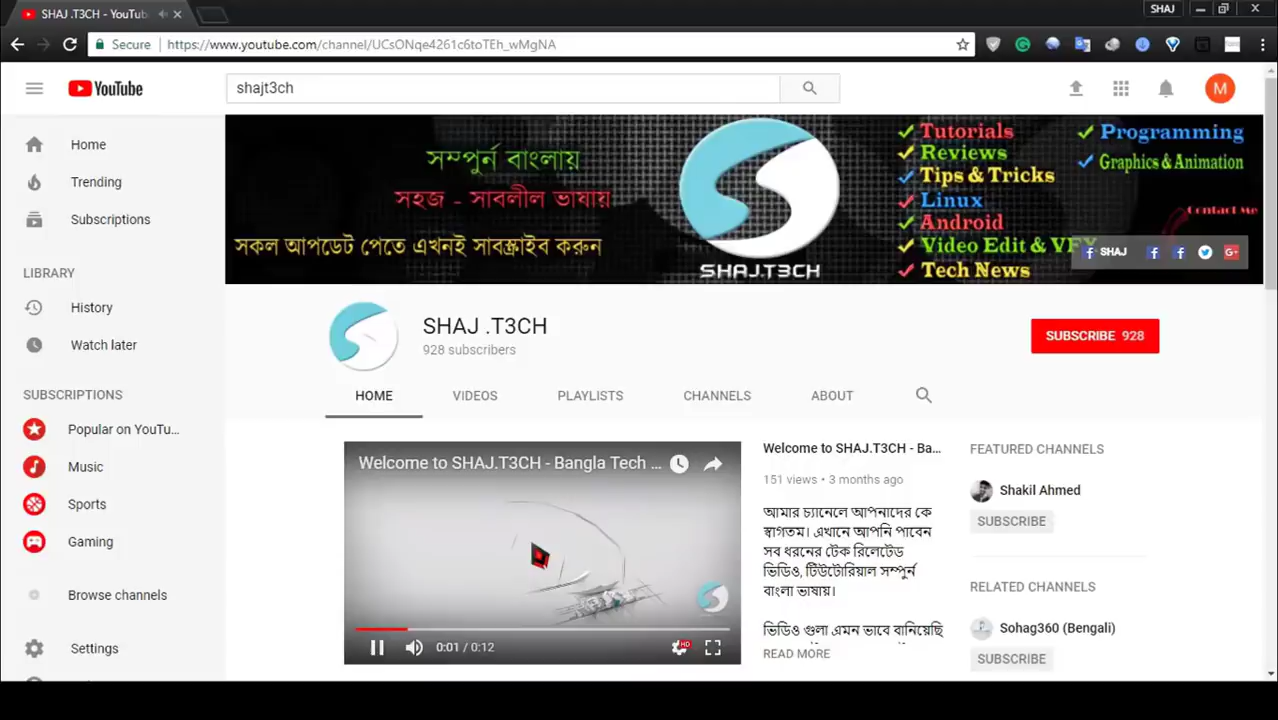 SHAJ .T3CH - YouTub
SHAJ
Secure
https://www.youtube.com/channel/UCsONqe4261c6toTEh_wMgNA
YouTube
shajt3ch
M
Home
Trending
Subscriptions
LIBRARY
History
Watch later
SUBSCRIPTIONS
Popular on YouTu...
Music
Sports
Gaming
Browse channels
Settings
সম্পুর্ন বাংলায়
সহজ - সাবলীল ভাষায়
সকল আপডেট পেতে এখনই সাবস্ক্রাইব করুন
SHAJ.T3CH
Tutorials
Reviews
Tips & Tricks
Linux
Android
Video Edit & VFX
Tech News
Programming
Graphics & Animation
Contact Me
SHAJ
SHAJ .T3CH
928 subscribers
SUBSCRIBE 928
HOME
VIDEOS
PLAYLISTS
CHANNELS
ABOUT
Welcome to SHAJ.T3CH - Bangla Tech ...
0:01 / 0:12
HD
Welcome to SHAJ.T3CH - Ba...
151 views • 3 months ago
আমার চ্যানেলে আপনাদের কে
স্বাগতম। এখানে আপনি পাবেন
সব ধরনের টেক রিলেটেড
ভিডিও, টিউটোরিয়াল সম্পুর্ন
বাংলা ভাষায়।
ভিডিও গুলা এমন ভাবে বানিয়েছি
READ MORE
FEATURED CHANNELS
Shakil Ahmed
SUBSCRIBE
RELATED CHANNELS
Sohag360 (Bengali)
SUBSCRIBE